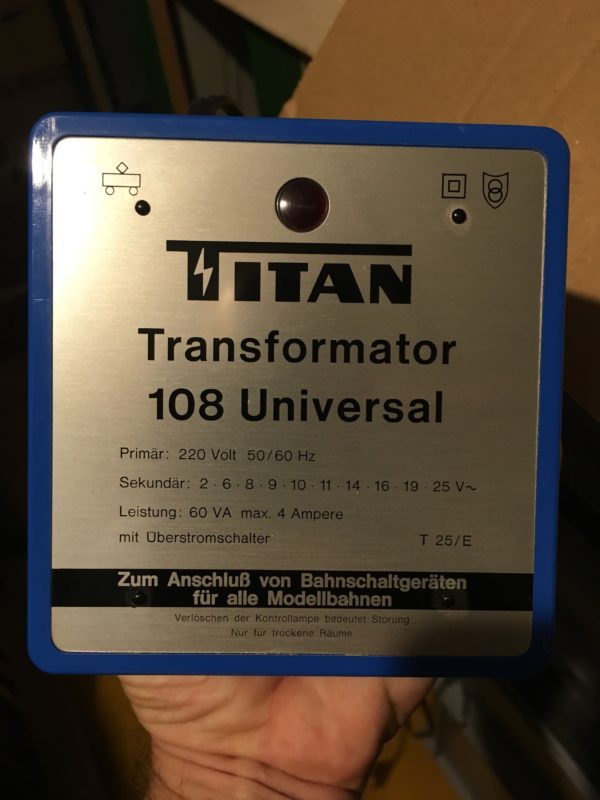 TITAN
Transformator
108 Universal
Primär: 220 Volt 50/60 Hz
Sekundär: 2 · 6 · 8 · 9 · 10 · 11 · 14 · 16 · 19 · 25 V~
Leistung: 60 VA max. 4 Ampere
mit Überstromschalter T 25/E
Zum Anschluß von Bahnschaltgeräten
für alle Modellbahnen
Verlöschen der Kontrollampe bedeutet Störung
Nur für trockene Räume